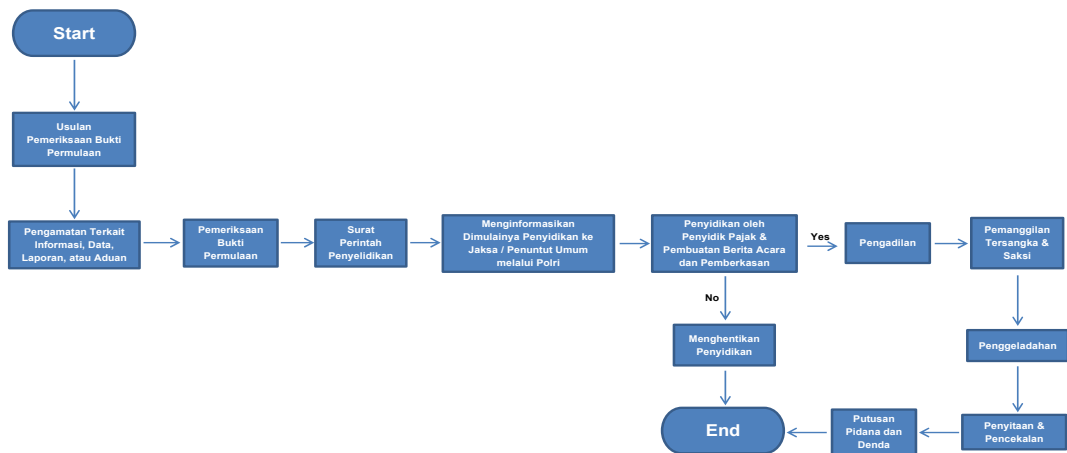 Start
Usulan
Pemeriksaan Bukti
Permulaan
Pengamatan Terkait
Informasi, Data,
Laporan, atau Aduan
Pemeriksaan
Bukti
Permulaan
Surat
Perintah
Penyelidikan
Menginformasikan
Dimulainya Penyidikan ke
Jaksa / Penuntut Umum
melalui Polri
Penyidikan oleh
Penyidik Pajak &
Pembuatan Berita Acara
dan Pemberkasan
Yes
Pengadilan
Pemanggilan
Tersangka &
Saksi
No
Menghentikan
Penyidikan
Penggeladahan
End
Putusan
Pidana dan
Denda
Penyitaan &
Pencekalan